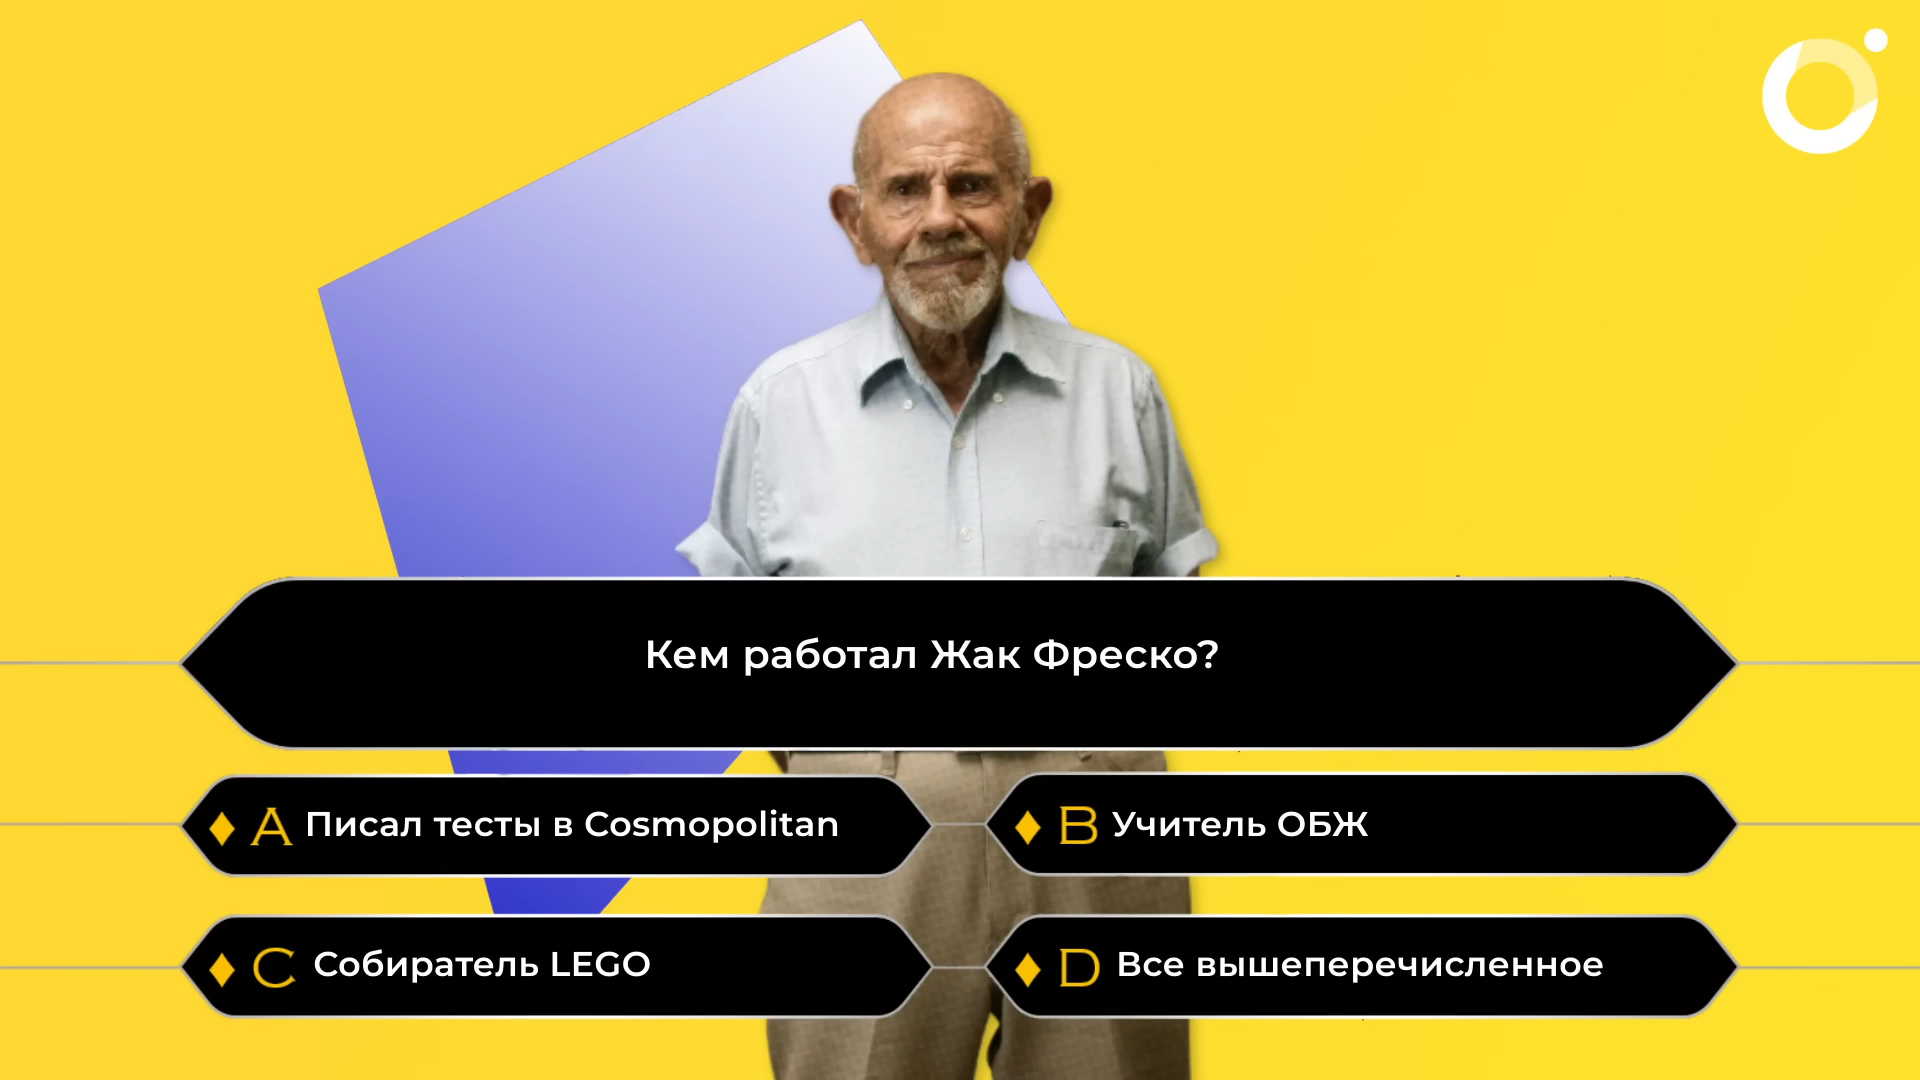 Кем работал Жак Фреско?
A Писал тесты в Cosmopolitan
B Учитель ОБЖ
C Собиратель LEGO
D Все вышеперечисленное